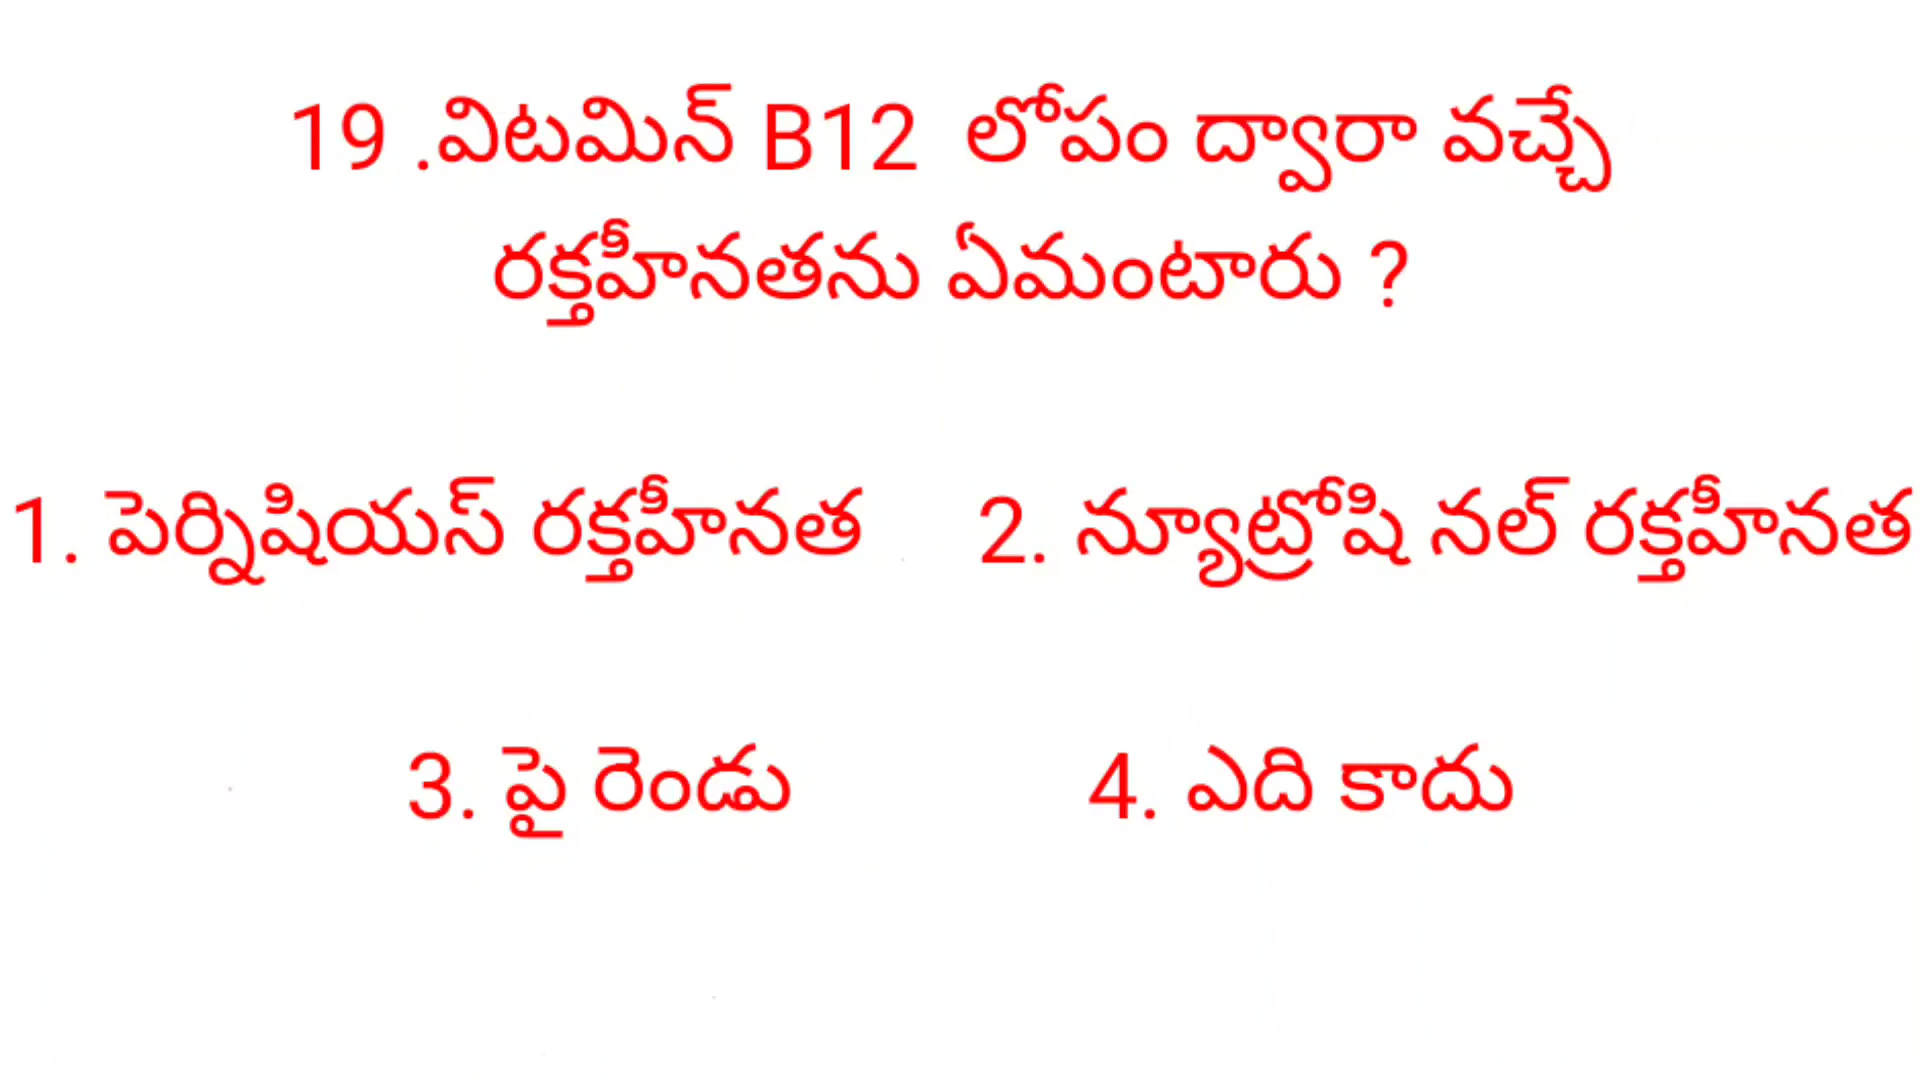 19 .విటమిన్ B12 లోపం ద్వారా వచ్చే
రక్తహీనతను ఏమంటారు ?
1. పెర్నిషియస్ రక్తహీనత 2. న్యూట్రోషి నల్ రక్తహీనత
3. పై రెండు 4. ఎది కాదు